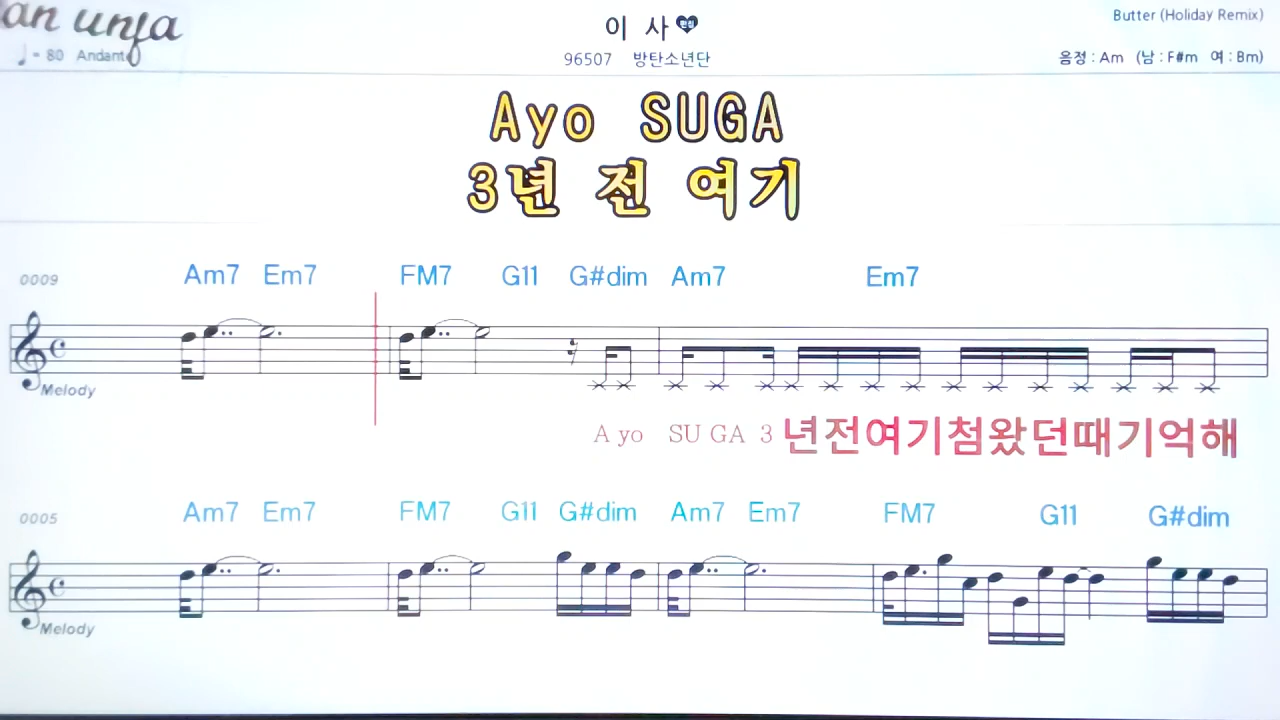 an unfa
이 사
편집
Butter (Holiday Remix)
♩ = 80 Andante
96507 방탄소년단
음정 : Am (남 : F#m 여 : Bm)
Ayo SUGA
3년 전 여기
0009 Am7 Em7 FM7 G11 G#dim Am7 Em7
Melody
A yo SU GA 3 년전여기첨왔던때기억해
0005 Am7 Em7 FM7 G11 G#dim Am7 Em7 FM7 G11 G#dim
Melody